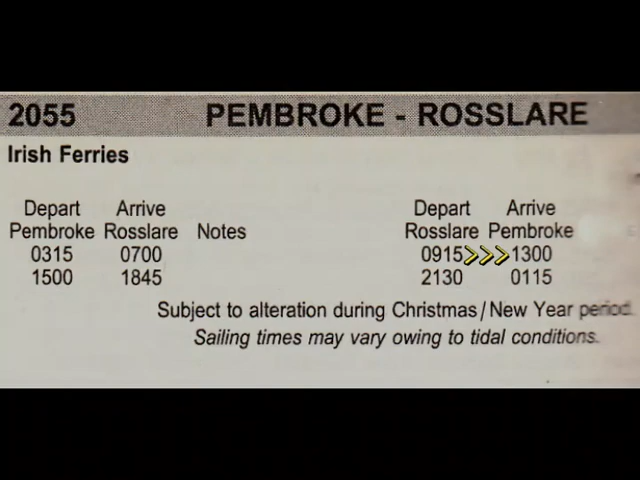 2055 PEMBROKE - ROSSLARE
Irish Ferries
Depart Arrive Depart Arrive
Pembroke Rosslare Notes Rosslare Pembroke
0315 0700 0915>>>1300
1500 1845 2130 0115
Subject to alteration during Christmas/New Year period.
Sailing times may vary owing to tidal conditions.